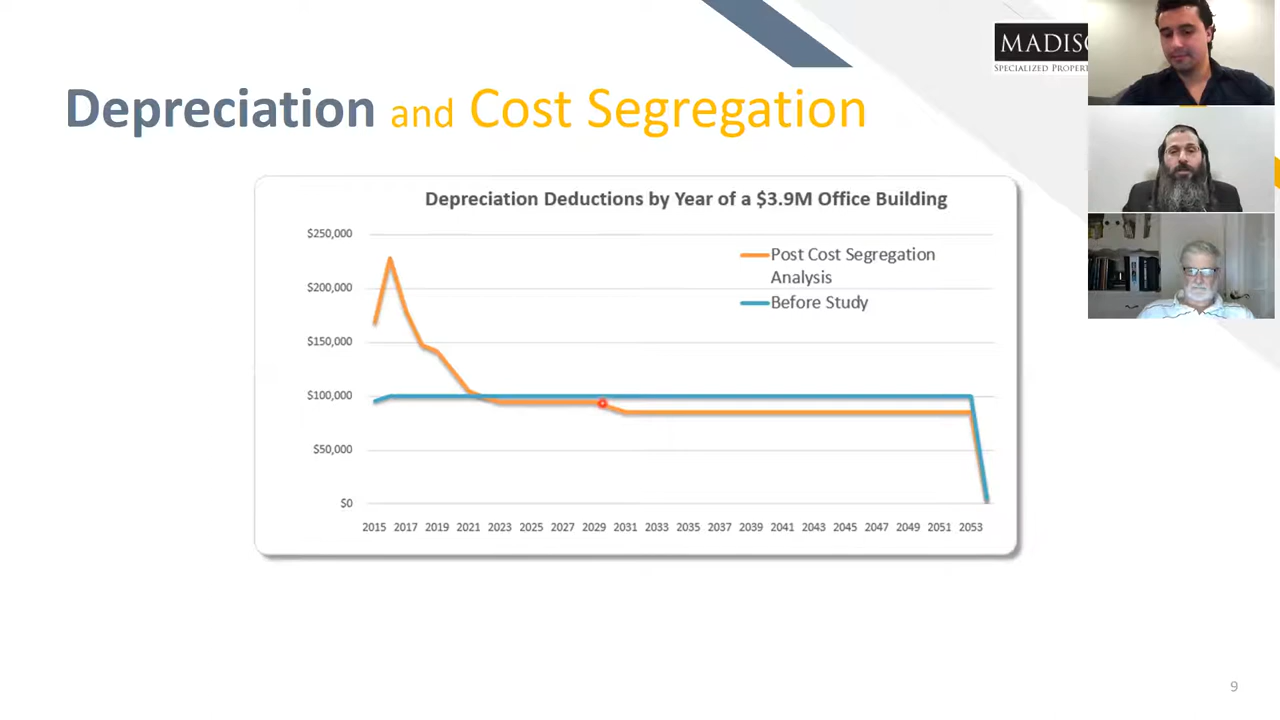 MADISO
SPECIALIZED PROPER
Depreciation and Cost Segregation
Depreciation Deductions by Year of a $3.9M Office Building
$250,000
$200,000
$150,000
$100,000
$50,000
$0
Post Cost Segregation
Analysis
Before Study
2015 2017 2019 2021 2023 2025 2027 2029 2031 2033 2035 2037 2039 2041 2043 2045 2047 2049 2051 2053
9